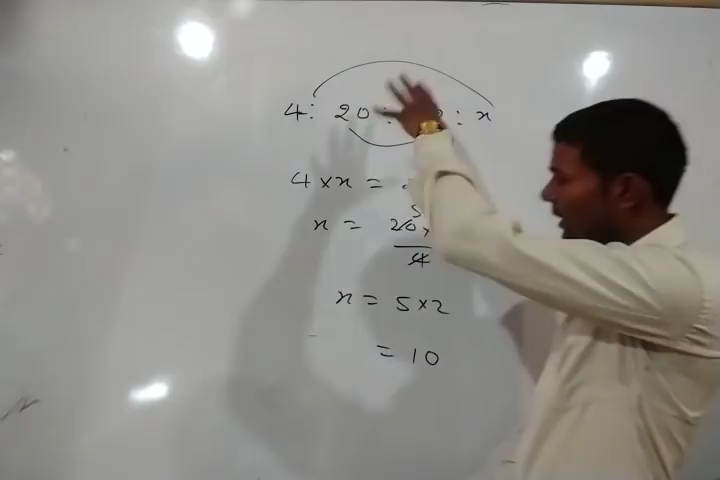 4 : 20 : : x
4 × x =
x = 20 ×
5
4
x = 5 × 2
= 10